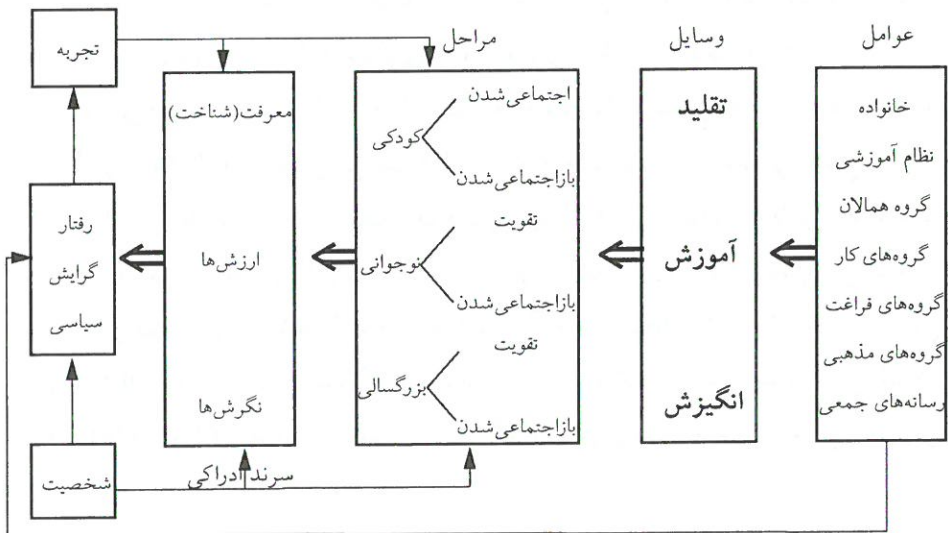 عوامل
خانواده
نظام آموزشی
گروه همالان
گروه‌های کار
گروه‌های فراغت
گروه‌های مذهبی
رسانه‌های جمعی
وسایل
تقلید
آموزش
انگیزش
مراحل
اجتماعی‌شدن
کودکی
بازاجتماعی‌شدن
تقویت
نوجوانی
بازاجتماعی‌شدن
تقویت
بزرگسالی
بازاجتماعی‌شدن
معرفت(شناخت)
ارزش‌ها
نگرش‌ها
سرند ادراکی
تجربه
رفتار
گرایش
سیاسی
شخصیت